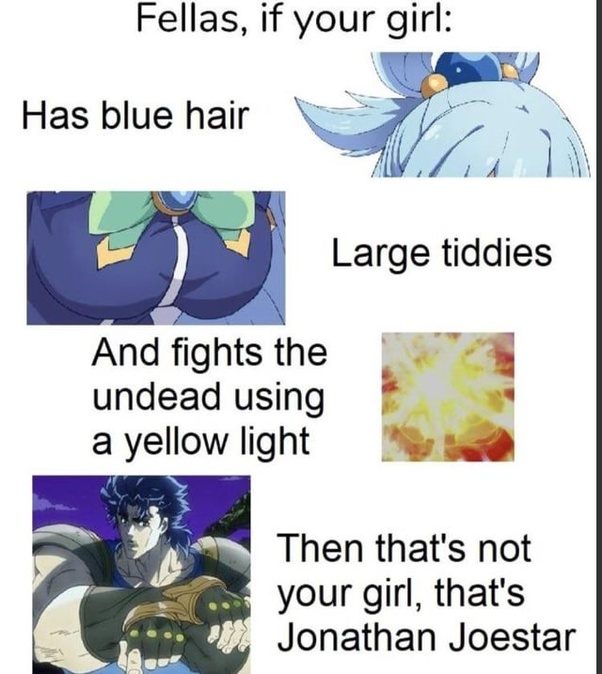 Fellas, if your girl:
Has blue hair
Large tiddies
And fights the
undead using
a yellow light
Then that's not
your girl, that's
Jonathan Joestar